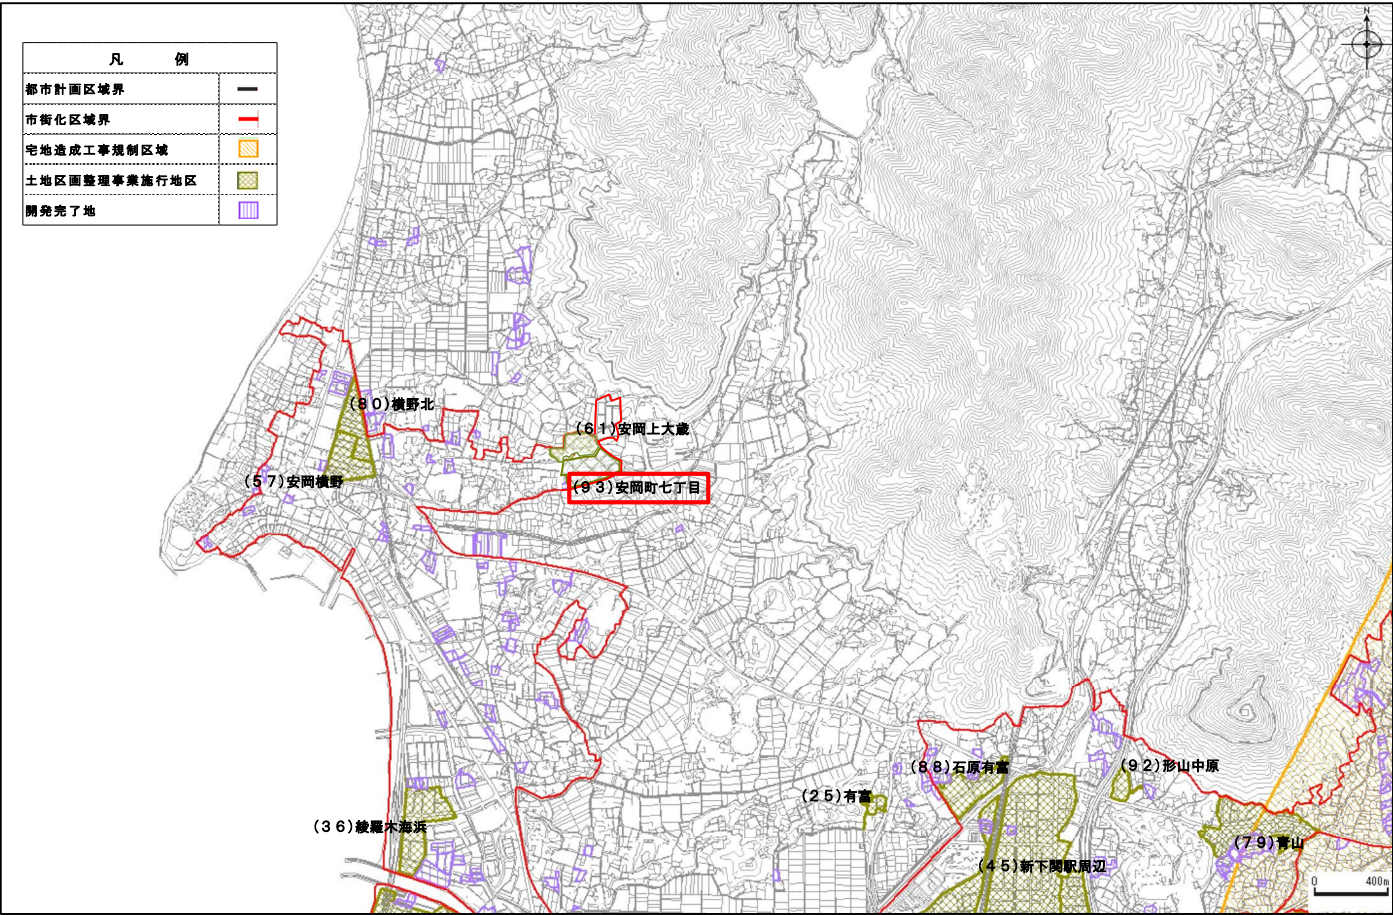 凡　例
都市計画区域界
市街化区域界
宅地造成工事規制区域
土地区画整理事業施行地区
開発完了地
N
(80)横野北
(61)安岡上大歳
(57)安岡横野
(93)安岡町七丁目
(88)石原有富
(92)形山中原
(25)有富
(36)綾羅木海浜
(79)青山
(45)新下関駅周辺
0 400m